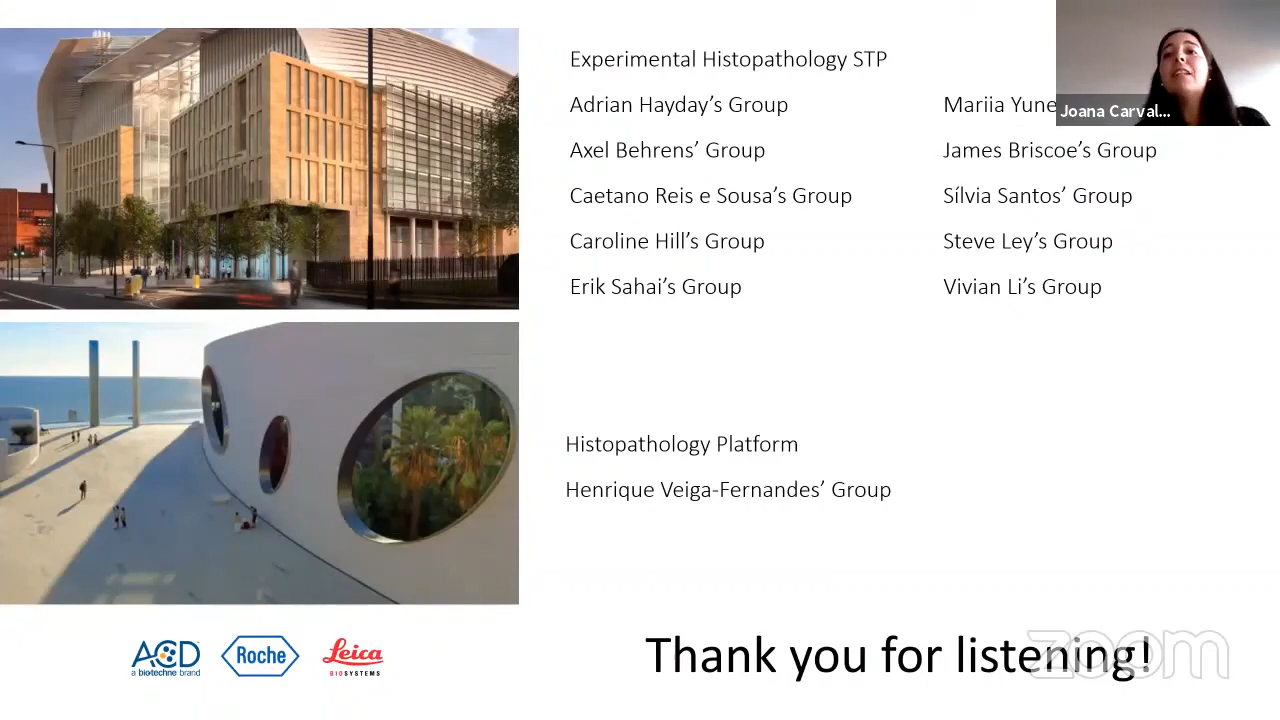 Experimental Histopathology STP
Adrian Hayday’s Group
Axel Behrens’ Group
Caetano Reis e Sousa’s Group
Caroline Hill’s Group
Erik Sahai’s Group
Mariia Yune
James Briscoe’s Group
Sílvia Santos’ Group
Steve Ley’s Group
Vivian Li’s Group
Joana Carval...
Histopathology Platform
Henrique Veiga-Fernandes’ Group
ACD
a biotechne brand
Roche
Leica
BIOSYSTEMS
Thank you for listening!
zoom